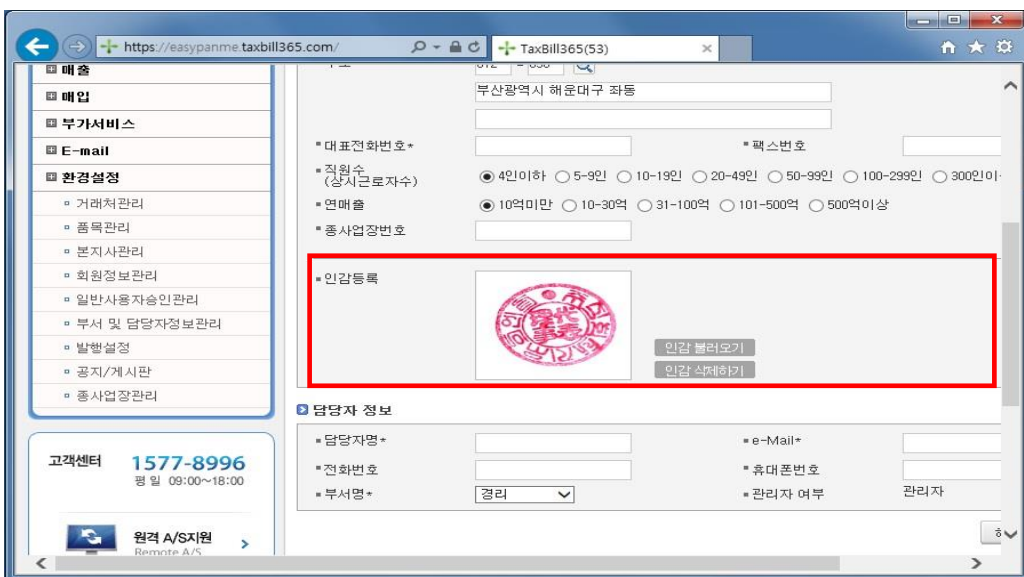 https://easypanme.taxbill365.com/
TaxBill365(53)
매출
매입
부가서비스
E-mail
환경설정
거래처관리
품목관리
본지사관리
회원정보관리
일반사용자승인관리
부서 및 담당자정보관리
발행설정
공지/게시판
종사업장관리
고객센터
1577-8996
평일 09:00~18:00
원격 A/S지원
Remote A/S
부산광역시 해운대구 좌동
대표전화번호*
팩스번호
직원수
(상시근로자수)
4인이하 5-9인 10-19인 20-49인 50-99인 100-299인 300인이
연매출
10억미만 10-30억 31-100억 101-500억 500억이상
종사업장번호
인감등록
인감 불러오기
인감 삭제하기
담당자 정보
담당자명*
e-Mail*
전화번호
휴대폰번호
부서명*
경리
관리자 여부
관리자